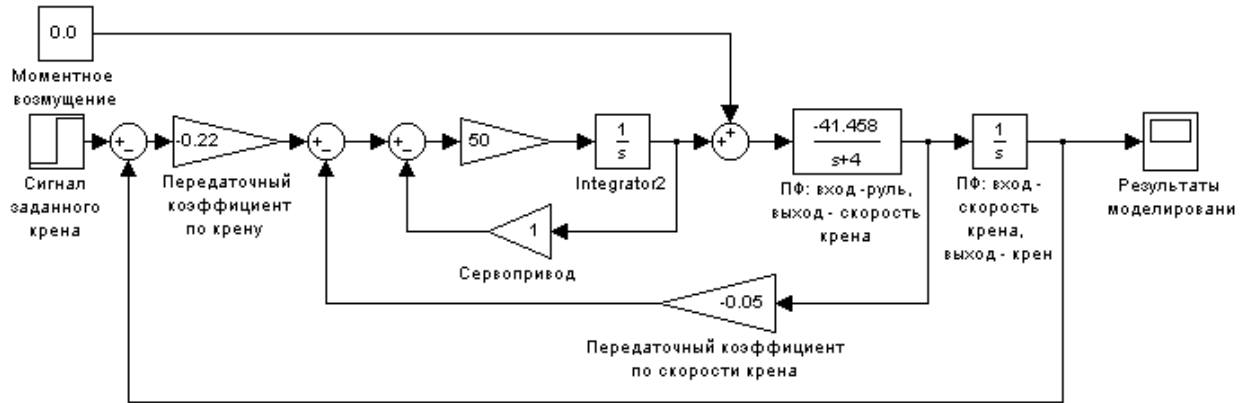 0.0
Моментное
возмущение
Сигнал
заданного
крена
+
−
-0.22
Передаточный
коэффициент
по крену
+
−
+
−
50
1
s
Integrator2
1
Сервопривод
+
+
-41.458
s+4
ПФ: вход -руль,
выход - скорость
крена
1
s
ПФ: вход -
скорость
крена,
выход - крен
Результаты
моделировани
-0.05
Передаточный коэффициент
по скорости крена